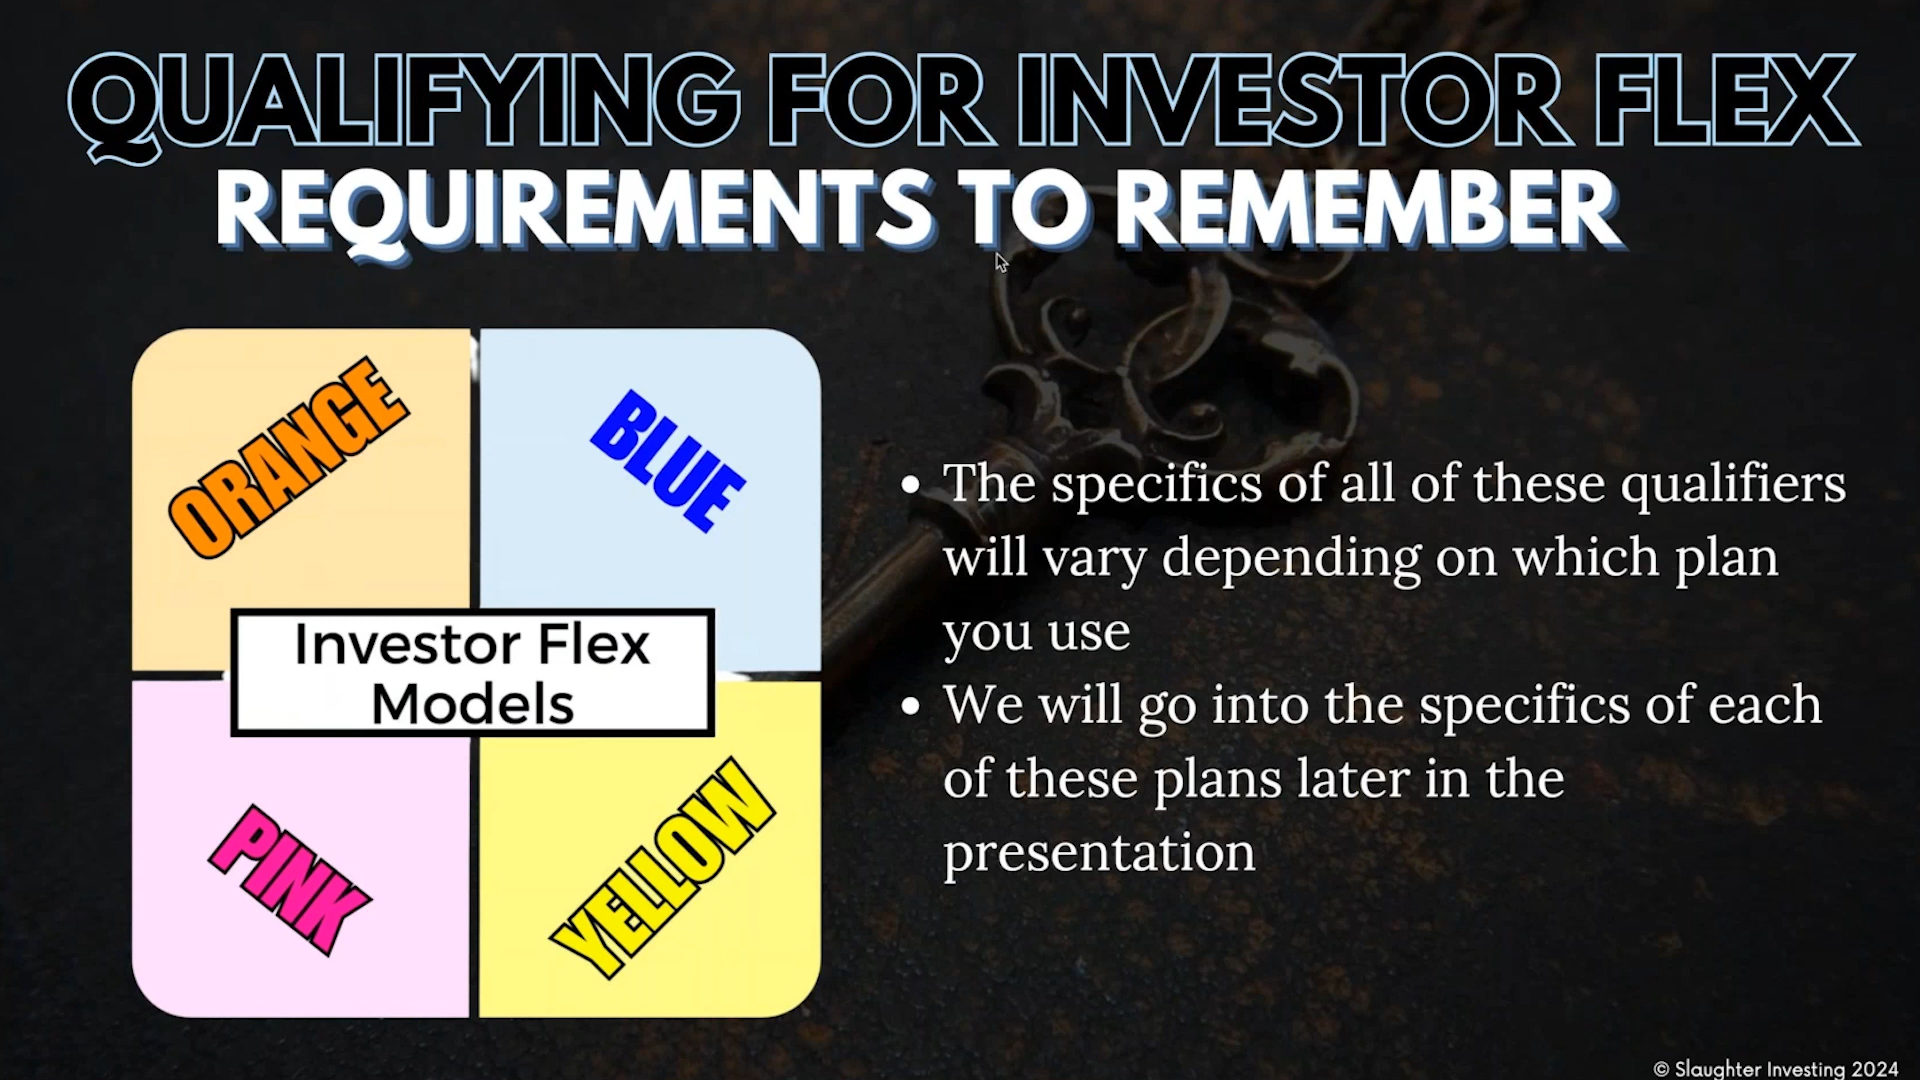 QUALIFYING FOR INVESTOR FLEX
REQUIREMENTS TO REMEMBER
ORANGE
BLUE
Investor Flex
Models
PINK
YELLOW
• The specifics of all of these qualifiers
will vary depending on which plan
you use
• We will go into the specifics of each
of these plans later in the
presentation
© Slaughter Investing 2024